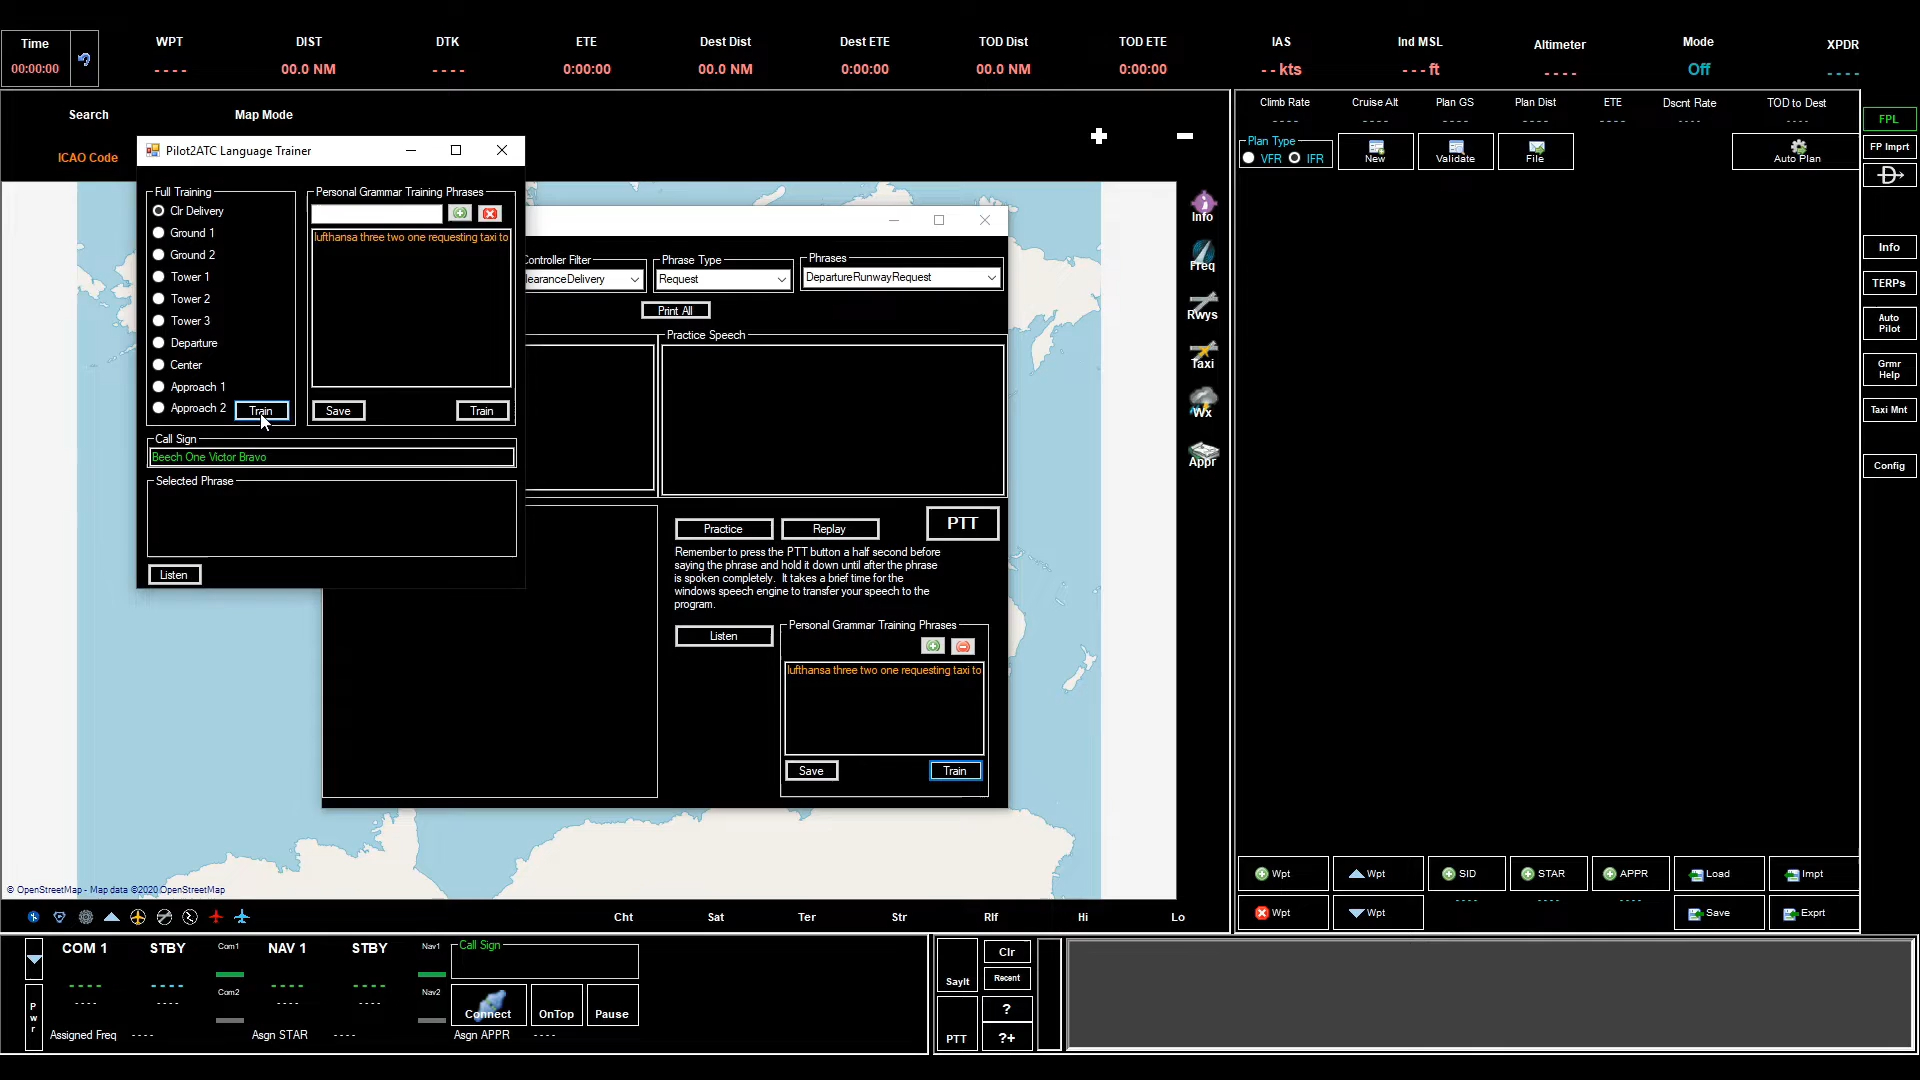 Time
00:00:00
WPT
- - - -
DIST
00.0 NM
DTK
- - - -
ETE
0:00:00
Dest Dist
00.0 NM
Dest ETE
0:00:00
TOD Dist
00.0 NM
TOD ETE
0:00:00
IAS
- - kts
Ind MSL
- - - ft
Altimeter
- - - -
Mode
Off
XPDR
- - - -
Search
Map Mode
ICAO Code
Pilot2ATC Language Trainer
Full Training
Clr Delivery
Ground 1
Ground 2
Tower 1
Tower 2
Tower 3
Departure
Center
Approach 1
Approach 2
Train
Personal Grammar Training Phrases
lufthansa three two one requesting taxi to
Save
Train
Call Sign
Beech One Victor Bravo
Selected Phrase
Listen
Controller Filter
learanceDelivery
Phrase Type
Request
Phrases
DepartureRunwayRequest
Print All
Practice Speech
Practice
Replay
PTT
Remember to press the PTT button a half second before
saying the phrase and hold it down until after the phrase
is spoken completely. It takes a brief time for the
windows speech engine to transfer your speech to the
program.
Listen
Personal Grammar Training Phrases
lufthansa three two one requesting taxi to
Save
Train
Info
Freq
Rwys
Taxi
Wx
Appr
Climb Rate
- - - -
Cruise Alt
- - - -
Plan GS
- - - -
Plan Dist
- - - -
ETE
- - - -
Dscnt Rate
- - - -
TOD to Dest
- - - -
Plan Type
VFR
IFR
New
Validate
File
Auto Plan
FPL
FP Imprt
D
Info
TERPs
Auto
Pilot
Grmr
Help
Taxi Mnt
Config
Wpt
Wpt
SID
STAR
APPR
Load
Impt
Wpt
Wpt
- - - -
- - - -
- - - -
Save
Exprt
© OpenStreetMap - Map data ©2020 OpenStreetMap
Cht
Sat
Ter
Str
Rlf
Hi
Lo
COM 1
STBY
Com1
NAV 1
STBY
Nav1
- - - -
- - - -
- - - -
- - - -
Com2
Nav2
- - - -
- - - -
- - - -
- - - -
Pwr
Assigned Freq
- - - -
Asgn STAR
- - - -
Asgn APPR
- - - -
Call Sign
Connect
OnTop
Pause
SayIt
PTT
Clr
Recent
?
?+